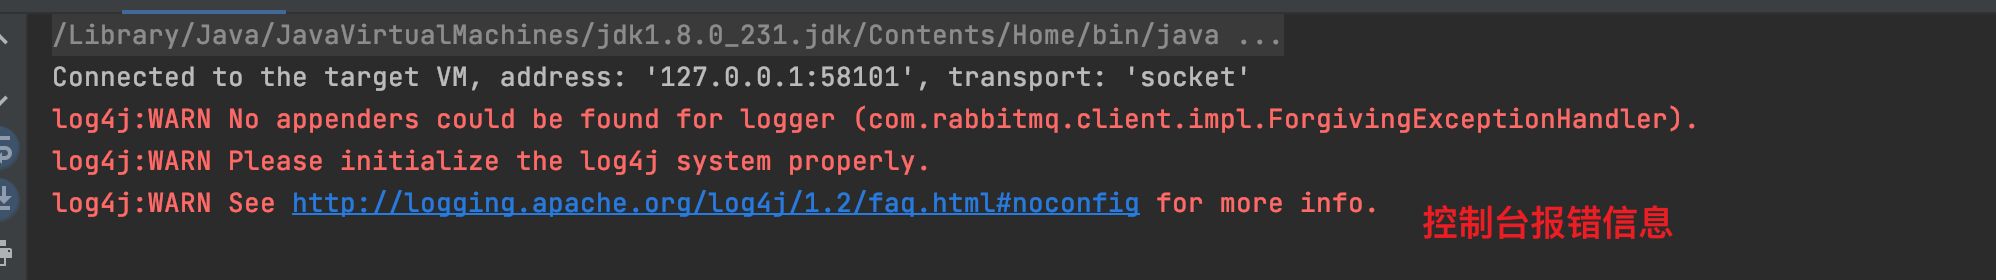 /Library/Java/JavaVirtualMachines/jdk1.8.0_231.jdk/Contents/Home/bin/java ...
Connected to the target VM, address: '127.0.0.1:58101', transport: 'socket'
log4j:WARN No appenders could be found for logger (com.rabbitmq.client.impl.ForgivingExceptionHandler).
log4j:WARN Please initialize the log4j system properly.
log4j:WARN See http://logging.apache.org/log4j/1.2/faq.html#noconfig for more info.
控制台报错信息